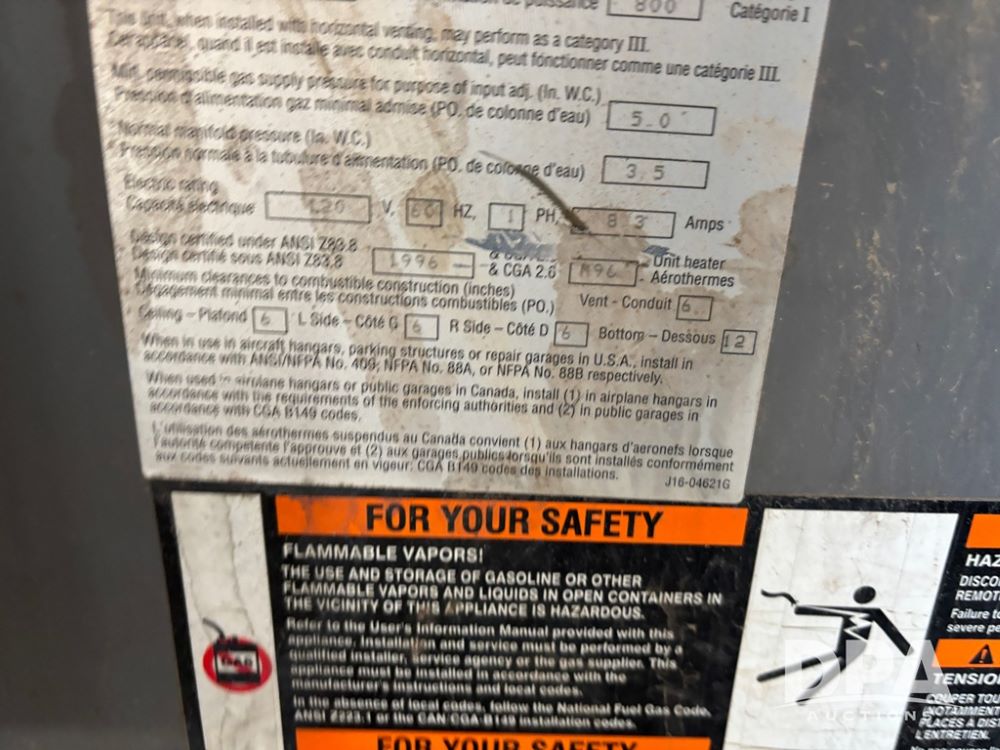 de puissance 800 Catégorie I
This unit, when installed with horizontal venting, may perform as a category III.
Cet appareil, quand il est installé avec conduit horizontal, peut fonctionner comme une catégorie III.
Min. permissible gas supply pressure for purpose of input adj. (In. W.C.)
Pression d'alimentation gaz minimal admise (PO. de colonne d'eau) 5.0
Normal manifold pressure (In. W.C.)
Pression normale à la tubulure d'alimentation (PO. de colonne d'eau) 3.5
Electric rating
Capacité électrique 120 V, 60 HZ, 1 PH, 8 3 Amps
Design certified under ANSI Z83.8
Design certifié sous ANSI Z83.8 1996 - & CGA 2.6 M96 - Unit heater
Aérothermes
Minimum clearances to combustible construction (inches)
Dégagement minimal entre les constructions combustibles (PO.) Vent - Conduit 6.
Ceiling - Plafond 6 L Side - Côté G 6 R Side - Côté D 6 Bottom - Dessous 12
When in use in aircraft hangars, parking structures or repair garages in U.S.A., install in
accordance with ANSI/NFPA No. 409, NFPA No. 88A, or NFPA No. 88B respectively.
When used in airplane hangars or public garages in Canada, install (1) in airplane hangars in
accordance with the requirements of the enforcing authorities and (2) in public garages in
accordance with CGA B149 codes.
L'utilisation des aérothermes suspendus au Canada convient (1) aux hangars d'aeronefs lorsque
l'autorité compétente l'approuve et (2) aux garages publics lorsqu'ils sont installés conformément
aux codes suivants actuellement en vigeur: CGA B149 codes des installations.
J16-04621G
FOR YOUR SAFETY
FLAMMABLE VAPORS!
THE USE AND STORAGE OF GASOLINE OR OTHER
FLAMMABLE VAPORS AND LIQUIDS IN OPEN CONTAINERS IN
THE VICINITY OF THIS APPLIANCE IS HAZARDOUS.
Refer to the User's Information Manual provided with this
appliance. Installation and service must be performed by a
qualified installer, service agency or the gas supplier. This
appliance must be installed in accordance with the
manufacturer's instructions and local codes.
In the absence of local codes, follow the National Fuel Gas Code,
ANSI Z223.1 or the CAN CGA B149 installation codes.
FOR YOUR SAFETY
GAS
HAZ
DISCO
REMOT
Failure to
severe pe
TENSION
COUPER TOU
(NOTAMMENT
PLACÉS A DIST
L'ENTRETIEN.
DPA
AUCTIONS